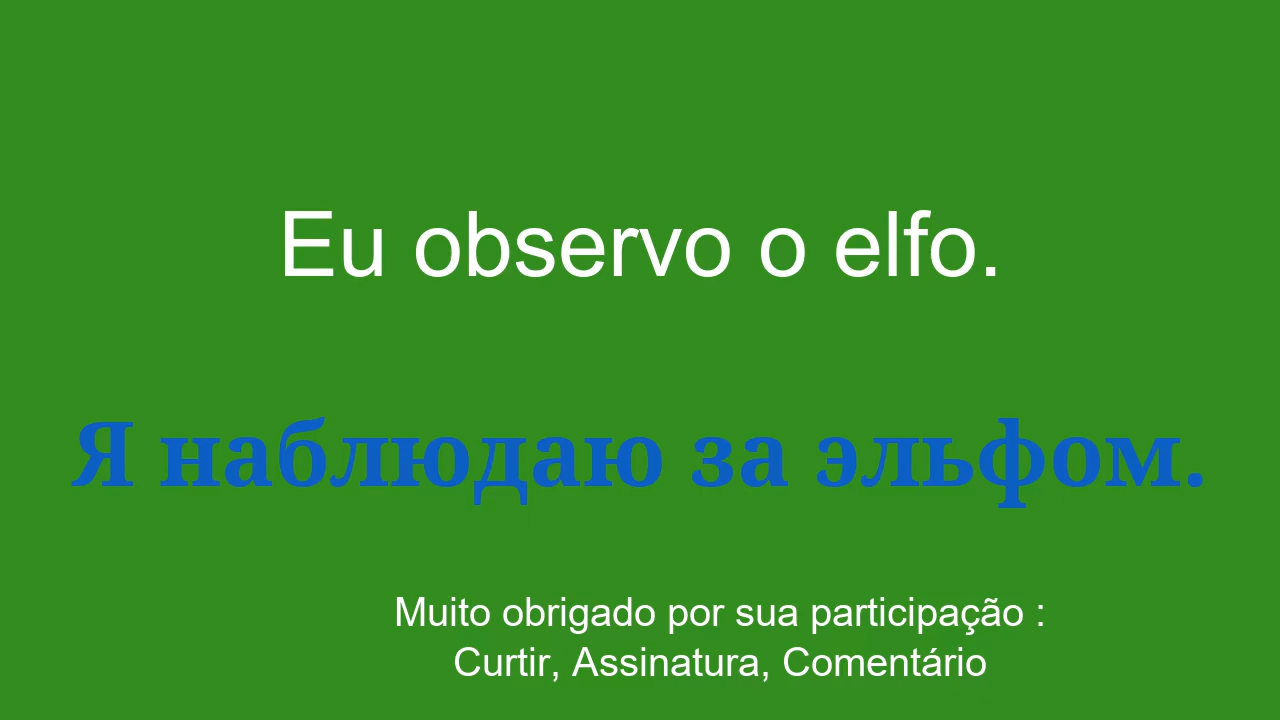 Eu observo o elfo.
Я наблюдаю за эльфом.
Muito obrigado por sua participação :
Curtir, Assinatura, Comentário